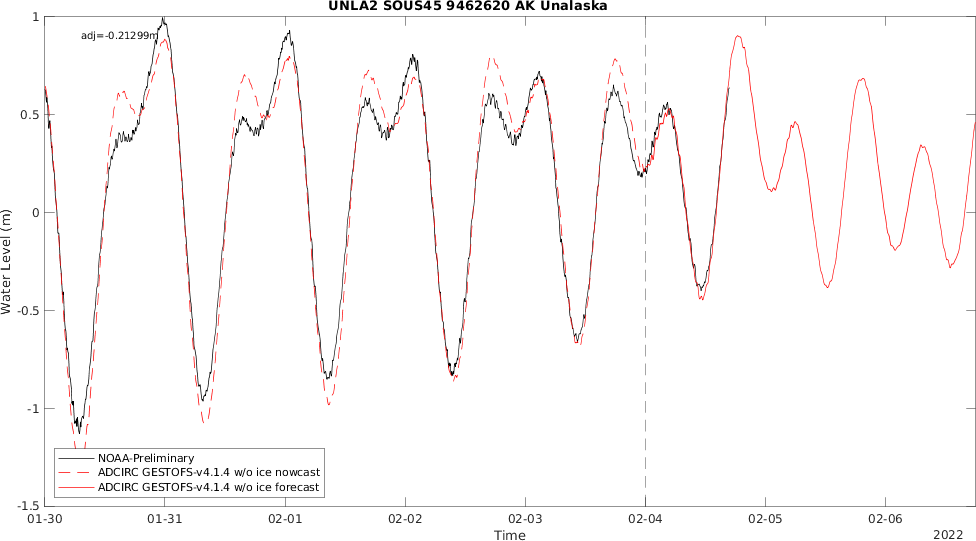 UNLA2 SOUS45 9462620 AK Unalaska
adj=-0.21299m
1
0.5
0
-0.5
-1
-1.5
Water Level (m)
NOAA-Preliminary
ADCIRC GESTOFS-v4.1.4 w/o ice nowcast
ADCIRC GESTOFS-v4.1.4 w/o ice forecast
01-30 01-31 02-01 02-02 02-03 02-04 02-05 02-06
Time
2022